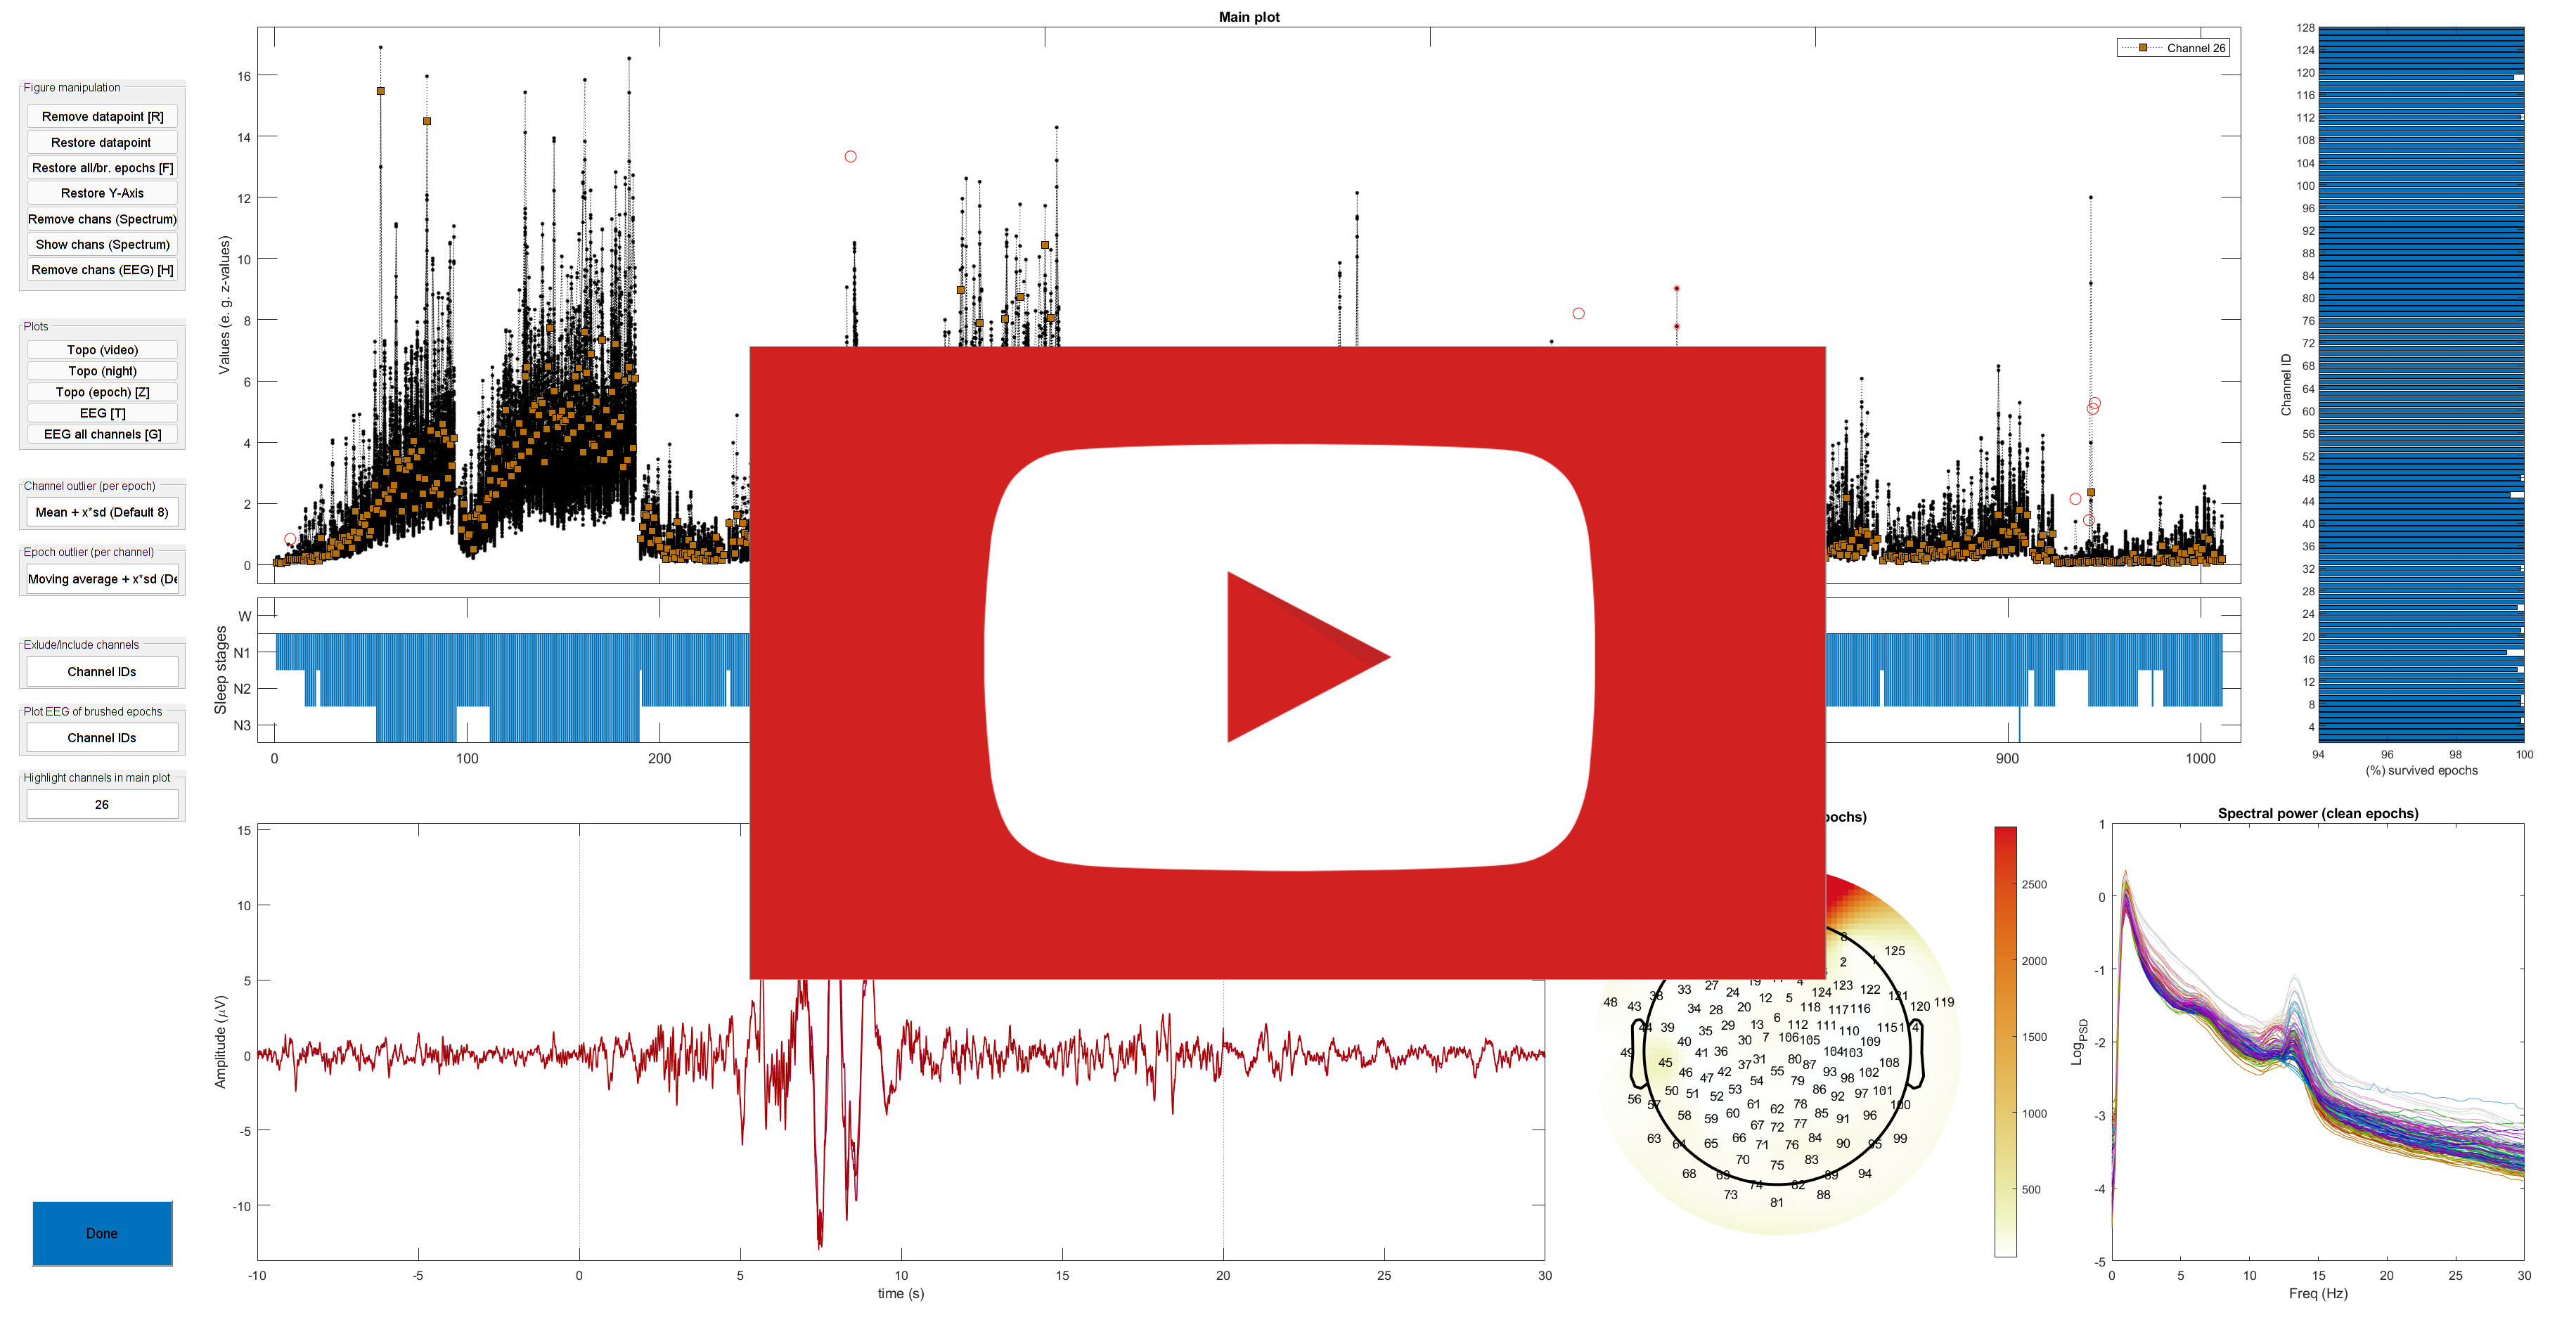 Main plot
Channel 26
Figure manipulation
Remove datapoint [R]
Restore datapoint
Restore all/br. epochs [F]
Restore Y-Axis
Remove chans (Spectrum)
Show chans (Spectrum)
Remove chans (EEG) [H]
Plots
Topo (video)
Topo (night)
Topo (epoch) [Z]
EEG [T]
EEG all channels [G]
Channel outlier (per epoch)
Mean + x*sd (Default 8)
Epoch outlier (per channel)
Moving average + x*sd (De
Exlude/Include channels
Channel IDs
Plot EEG of brushed epochs
Channel IDs
Highlight channels in main plot
26
Done
Values (e. g. z-values)
16
14
12
10
8
6
4
2
0
Sleep stages
W
N1
N2
N3
0 100 200 900 1000
Channel ID
128
124
120
116
112
108
104
100
96
92
88
84
80
76
72
68
64
60
56
52
48
44
40
36
32
28
24
20
16
12
8
4
94 96 98 100
(%) survived epochs
Amplitude (μV)
15
10
5
0
-5
-10
-10 -5 0 5 10 15 20 25 30
time (s)
pochs)
8 125
2 1
33 27 24 19 4 124 123 122
48 43 38 34 28 20 12 5 118 117 116 121 120 119
44 39 35 29 13 6 112 111 110
40 30 7 106 105 109
49 45 41 36 37 31 80 87 104 103 108
46 47 42 54 55 79 93 98 102
56 57 50 51 52 53 86 92 97 101 100
58 59 60 61 62 78 85 91 96
63 64 65 66 67 72 77 84 90 95 99
71 76
68 69 70 75 83 89 94
73 74 81 82 88
2500
2000
1500
1000
500
Spectral power (clean epochs)
Log PSD
1
0
-1
-2
-3
-4
-5
0 5 10 15 20 25 30
Freq (Hz)